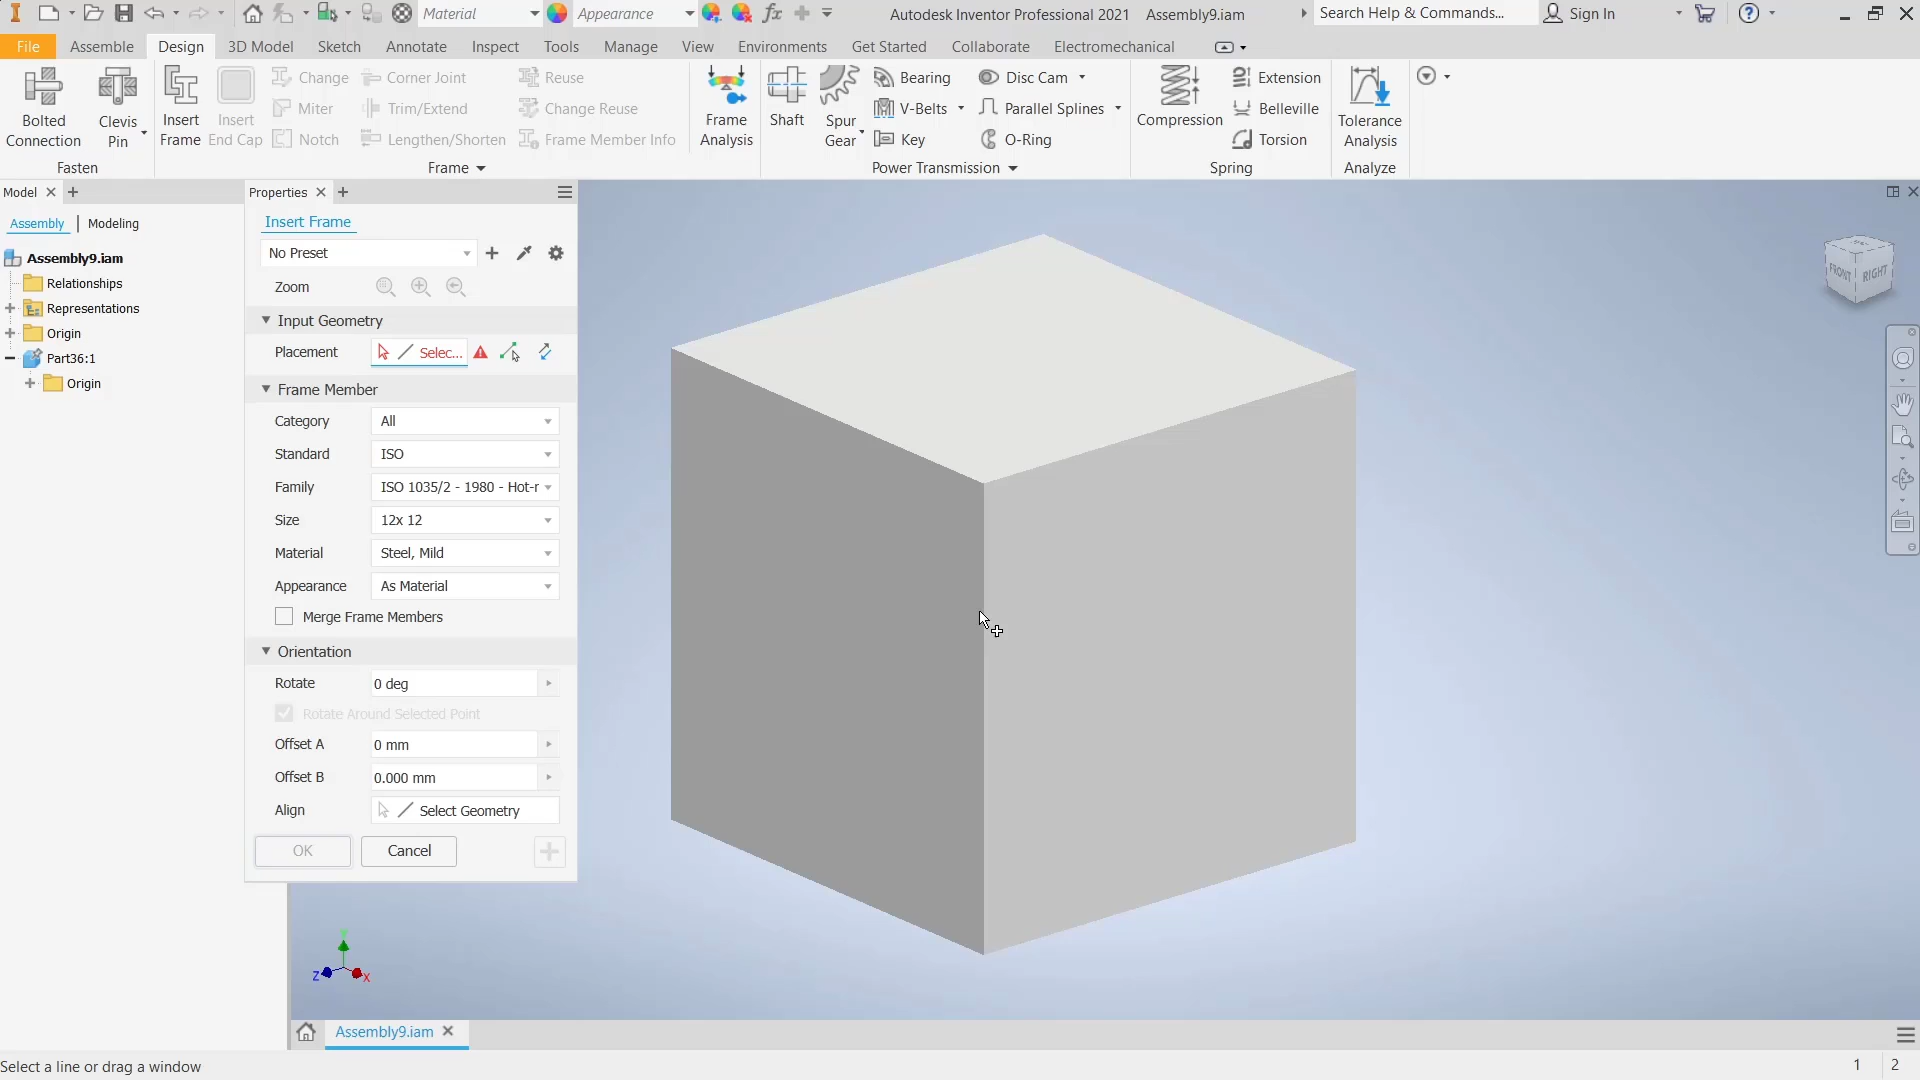 Material
Appearance
Autodesk Inventor Professional 2021 Assembly9.iam
Search Help & Commands...
Sign In
File
Assemble
Design
3D Model
Sketch
Annotate
Inspect
Tools
Manage
View
Environments
Get Started
Collaborate
Electromechanical
Bolted Connection
Clevis Pin
Fasten
Insert Frame
Insert End Cap
Change
Miter
Notch
Corner Joint
Trim/Extend
Lengthen/Shorten
Reuse
Change Reuse
Frame Member Info
Frame
Frame Analysis
Shaft
Spur Gear
Bearing
V-Belts
Key
Disc Cam
Parallel Splines
O-Ring
Power Transmission
Compression
Extension
Belleville
Torsion
Spring
Tolerance Analysis
Analyze
Model
Assembly | Modeling
Assembly9.iam
Relationships
Representations
Origin
Part36:1
Origin
Properties
Insert Frame
No Preset
Zoom
Input Geometry
Placement Selec...
Frame Member
Category All
Standard ISO
Family ISO 1035/2 - 1980 - Hot-r
Size 12x 12
Material Steel, Mild
Appearance As Material
Merge Frame Members
Orientation
Rotate 0 deg
Rotate Around Selected Point
Offset A 0 mm
Offset B 0.000 mm
Align Select Geometry
OK Cancel
FRONT RIGHT
Z X
Assembly9.iam
Select a line or drag a window
1 2